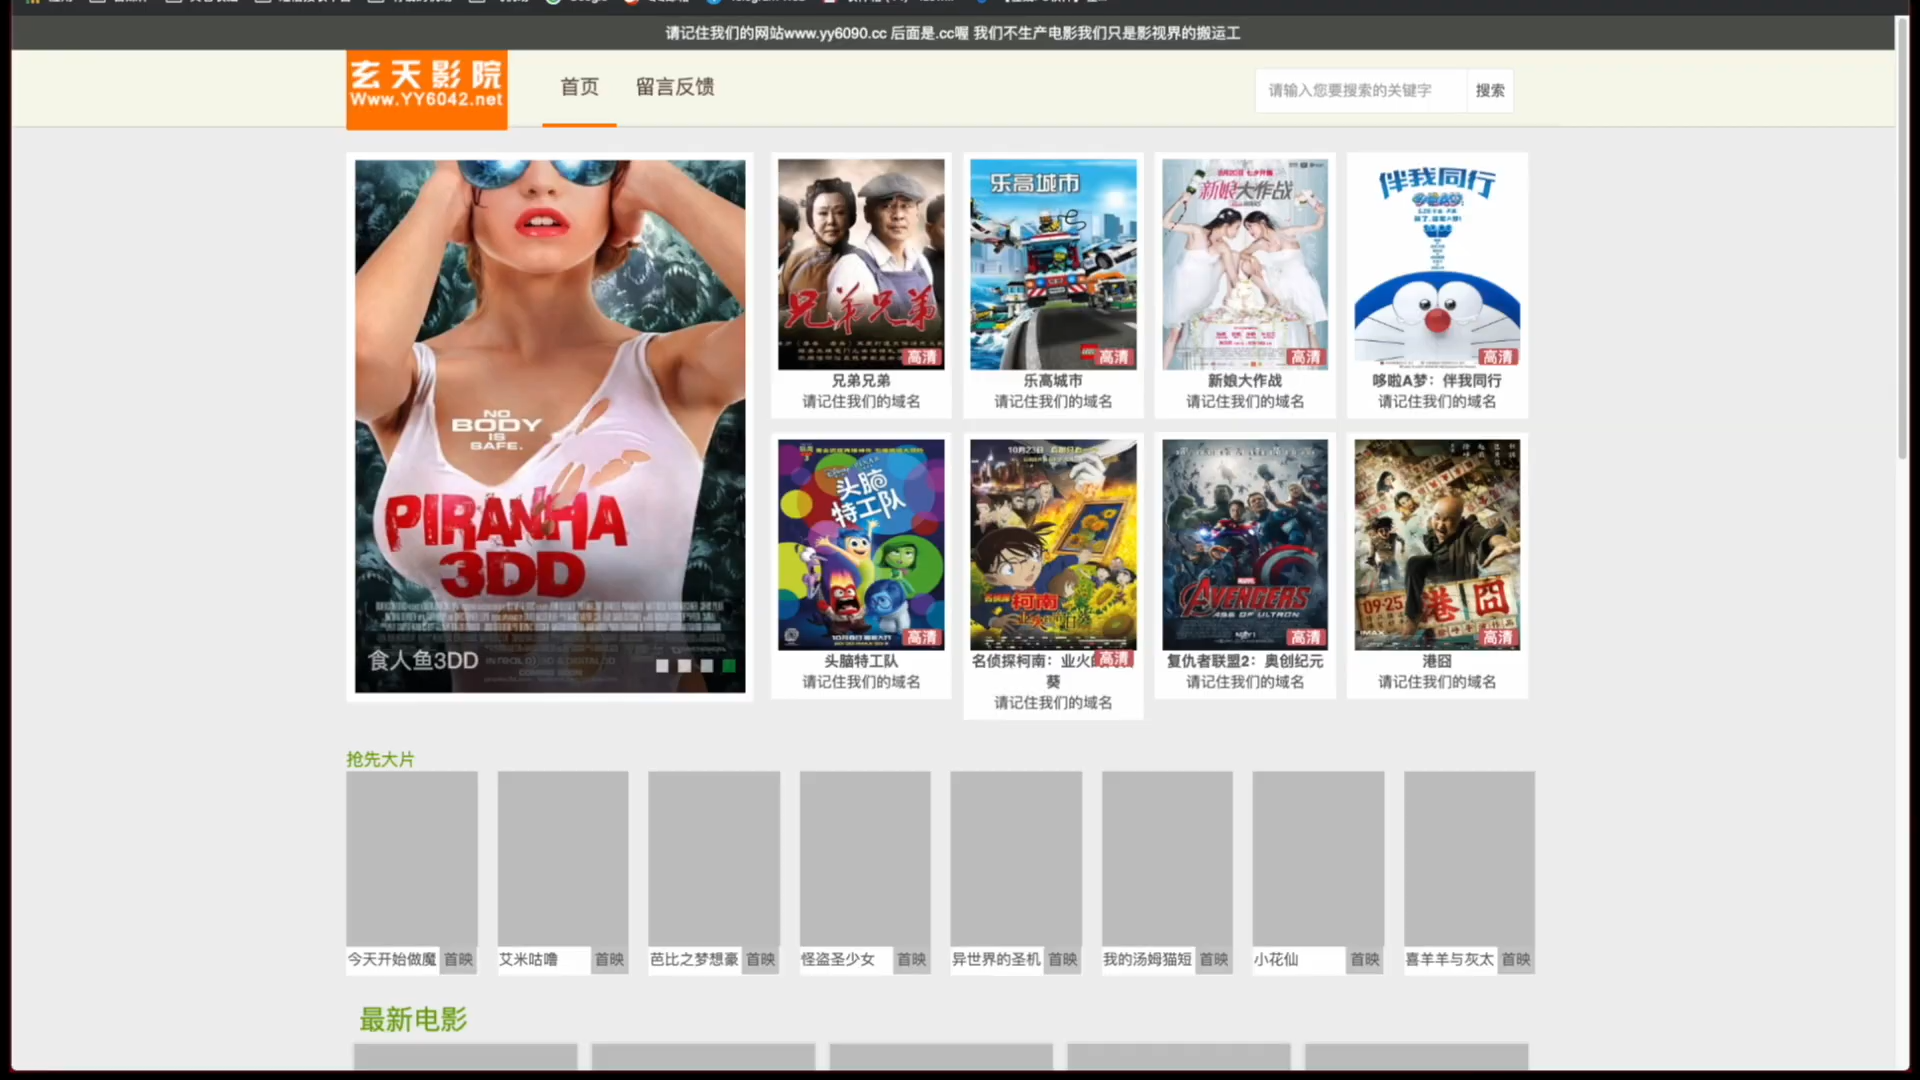 Google
请记住我们的网站www.yy6090.cc 后面是.cc喔 我们不生产电影我们只是影视界的搬运工
玄天影院
Www.YY6042.net
首页
留言反馈
请输入您要搜索的关键字
搜索
NO
BODY
IS
SAFE.
PIRANHA
3DD
食人鱼3DD
兄弟兄弟
高清
兄弟兄弟
请记住我们的域名
乐高城市
高清
乐高城市
请记住我们的域名
新娘大作战
高清
新娘大作战
请记住我们的域名
伴我同行
高清
哆啦A梦：伴我同行
请记住我们的域名
头脑
特工队
高清
头脑特工队
请记住我们的域名
10月23日
柯南
高清
名侦探柯南：业火
葵
请记住我们的域名
MARVEL
AVENGERS
AGE OF ULTRON
高清
复仇者联盟2：奥创纪元
请记住我们的域名
09-25
港囧
IMAX
高清
港囧
请记住我们的域名
抢先大片
今天开始做魔 首映
艾米咕噜 首映
芭比之梦想豪 首映
怪盗圣少女 首映
异世界的圣机 首映
我的汤姆猫短 首映
小花仙 首映
喜羊羊与灰太 首映
最新电影